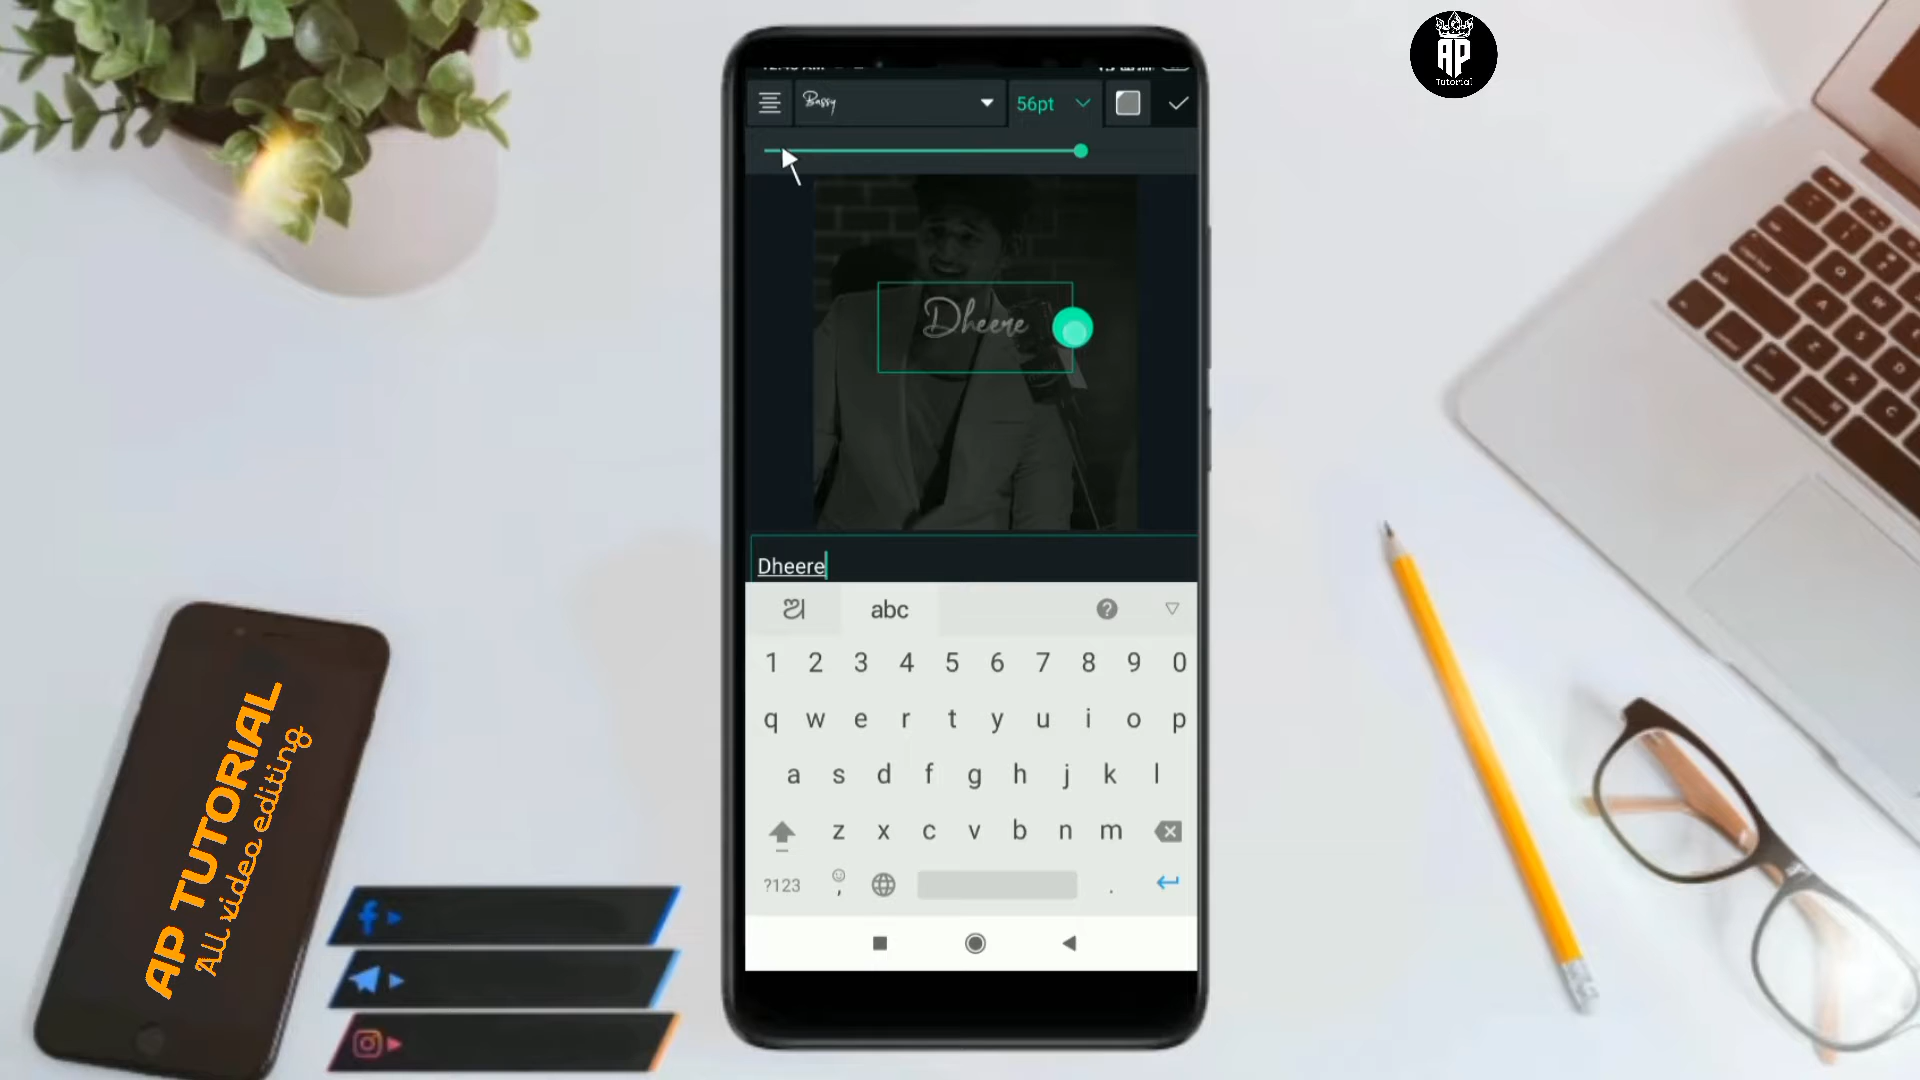 AP
Tutorial
Bassy
56pt
Dheere
Dheere
ଅ
abc
1 2 3 4 5 6 7 8 9 0
q w e r t y u i o p
a s d f g h j k l
z x c v b n m
?123 , .
AP TUTORIAL
All video editing